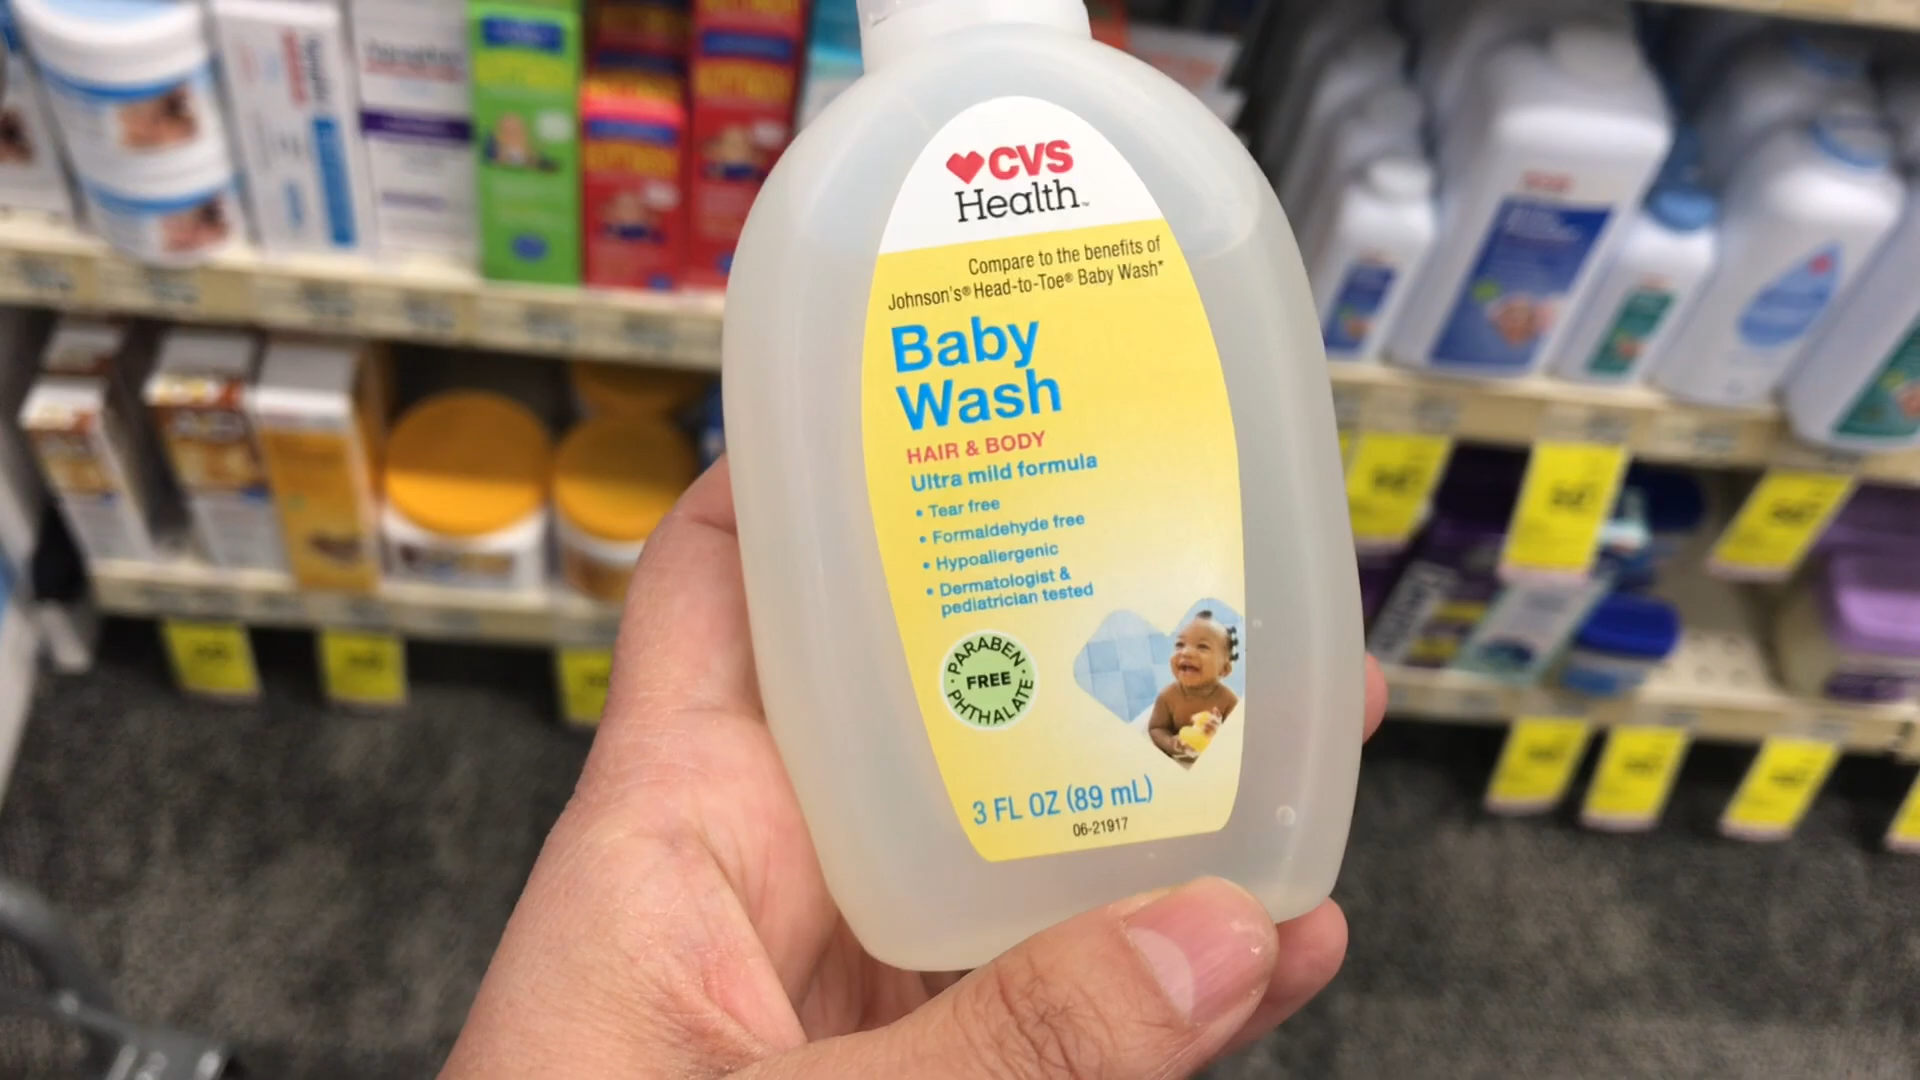 CVS
Health™
Compare to the benefits of
Johnson's® Head-to-Toe® Baby Wash*
Baby
Wash
HAIR & BODY
Ultra mild formula
• Tear free
• Formaldehyde free
• Hypoallergenic
• Dermatologist &
pediatrician tested
PARABEN
FREE
PHTHALATE
3 FL OZ (89 mL)
06-21917